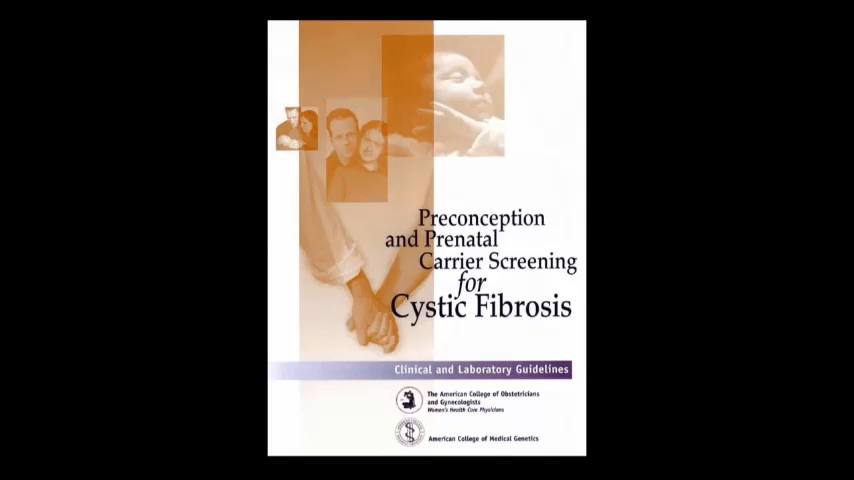 Preconception
and Prenatal
Carrier Screening
for
Cystic Fibrosis
Clinical and Laboratory Guidelines
The American College of Obstetricians
and Gynecologists
Women's Health Care Physicians
American College of Medical Genetics